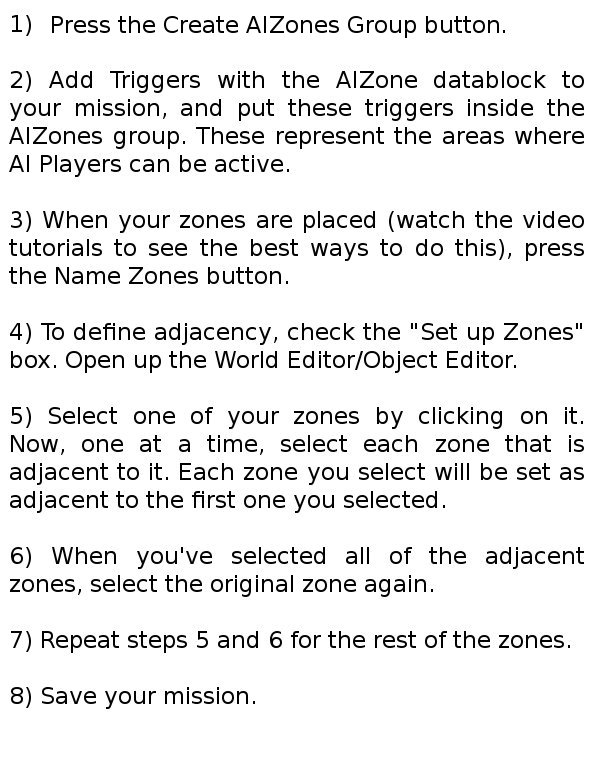 1) Press the Create AIZones Group button.
2) Add Triggers with the AIZone datablock to
your mission, and put these triggers inside the
AIZones group. These represent the areas where
AI Players can be active.
3) When your zones are placed (watch the video
tutorials to see the best ways to do this), press
the Name Zones button.
4) To define adjacency, check the "Set up Zones"
box. Open up the World Editor/Object Editor.
5) Select one of your zones by clicking on it.
Now, one at a time, select each zone that is
adjacent to it. Each zone you select will be set as
adjacent to the first one you selected.
6) When you've selected all of the adjacent
zones, select the original zone again.
7) Repeat steps 5 and 6 for the rest of the zones.
8) Save your mission.